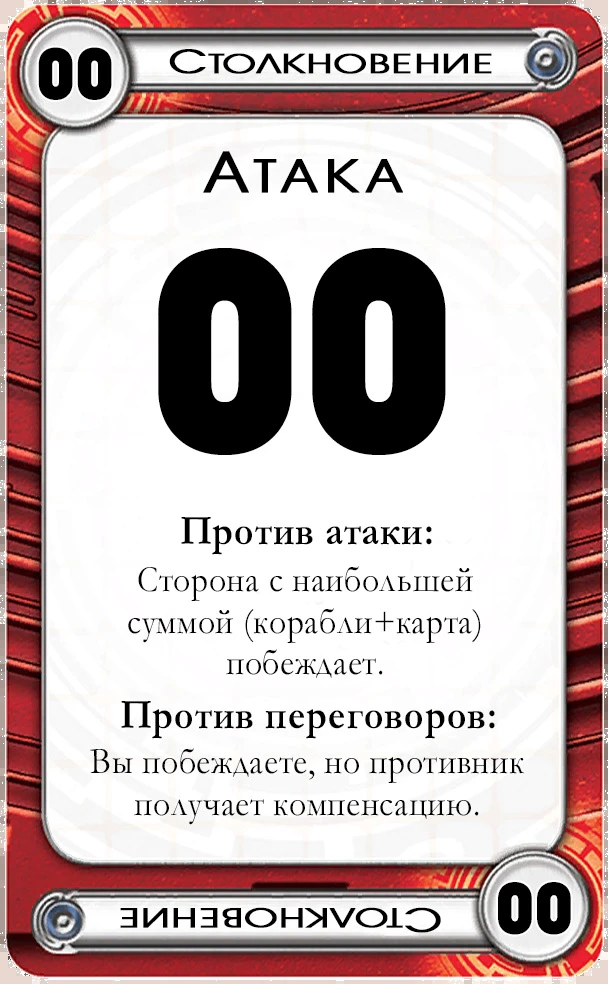 00 Столкновение
Атака
00
Против атаки:
Сторона с наибольшей
суммой (корабли+карта)
побеждает.
Против переговоров:
Вы побеждаете, но противник
получает компенсацию.
Столкновение 00